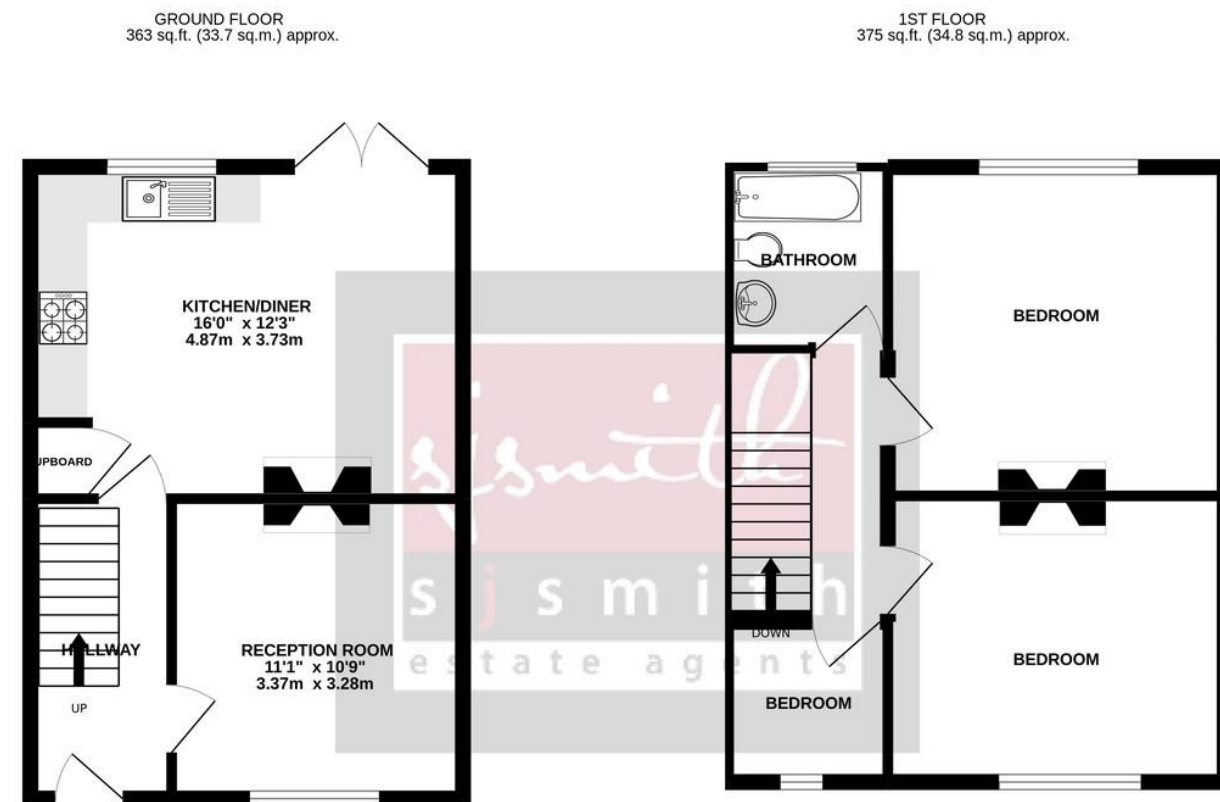 GROUND FLOOR
363 sq.ft. (33.7 sq.m.) approx.
1ST FLOOR
375 sq.ft. (34.8 sq.m.) approx.
KITCHEN/DINER
16'0" x 12'3"
4.87m x 3.73m
UPBOARD
HALLWAY
UP
RECEPTION ROOM
11'1" x 10'9"
3.37m x 3.28m
BATHROOM
BEDROOM
BEDROOM
DOWN
BEDROOM
sjsmith
sjsmith
estate agents